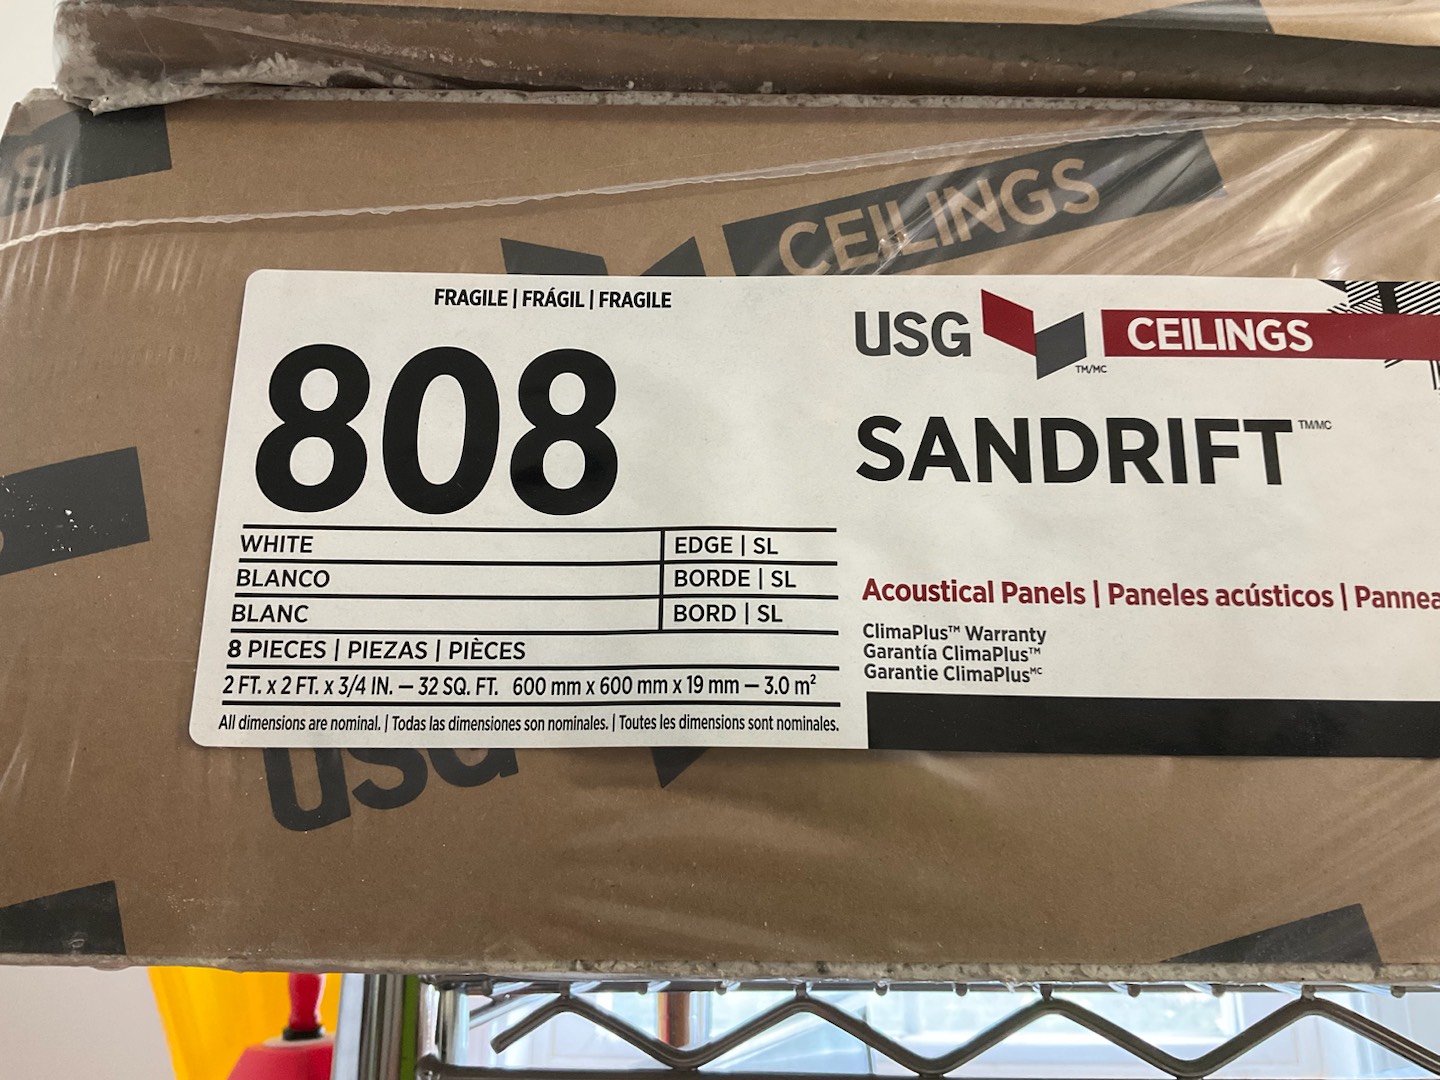 CEILINGS
FRAGILE | FRÁGIL | FRAGILE
808
WHITE
EDGE | SL
BLANCO
BORDE | SL
BLANC
BORD | SL
8 PIECES | PIEZAS | PIÈCES
2 FT. x 2 FT. x 3/4 IN. — 32 SQ. FT. 600 mm x 600 mm x 19 mm — 3.0 m²
All dimensions are nominal. | Todas las dimensiones son nominales. | Toutes les dimensions sont nominales.
USG TM/MC CEILINGS
SANDRIFT™/MC
Acoustical Panels | Paneles acústicos | Pannea
ClimaPlus™ Warranty
Garantía ClimaPlus™
Garantie ClimaPlusMC
USG